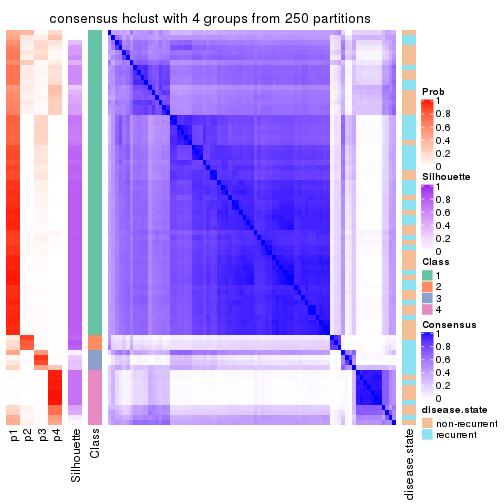 consensus hclust with 4 groups from 250 partitions
Prob
1
0.8
0.6
0.4
0.2
0
Silhouette
1
0.8
0.6
0.4
0.2
0
Class
1
2
3
4
Consensus
1
0.8
0.6
0.4
0.2
0
disease.state
non-recurrent
recurrent
p1
p2
p3
p4
Silhouette
Class
disease.state